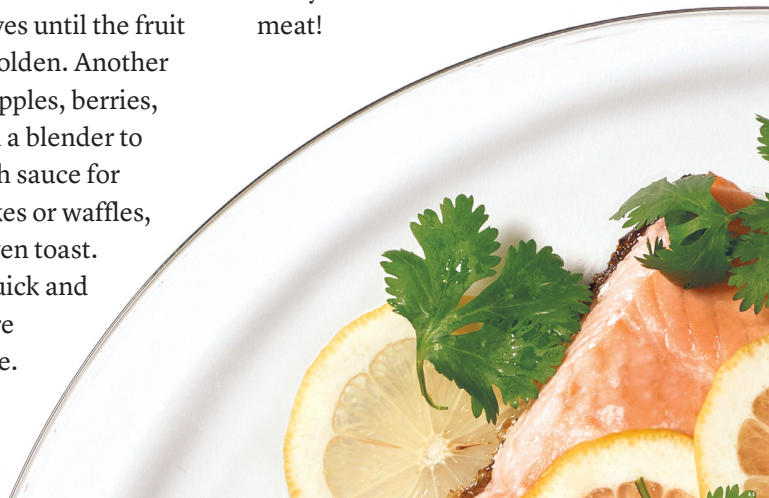 ves until the fruit
olden. Another
pples, berries,
a blender to
h sauce for
kes or waffles,
en toast.
uick and
re
e.
meat!